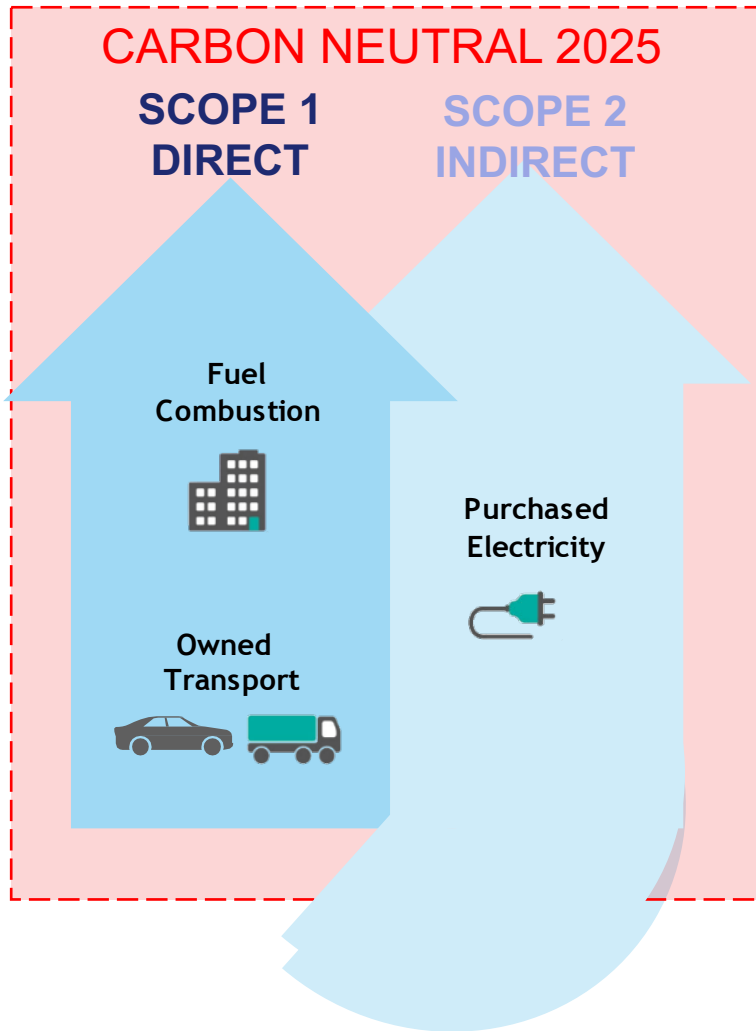 CARBON NEUTRAL 2025
SCOPE 1
DIRECT
SCOPE 2
INDIRECT
Fuel
Combustion
Purchased
Electricity
Owned
Transport